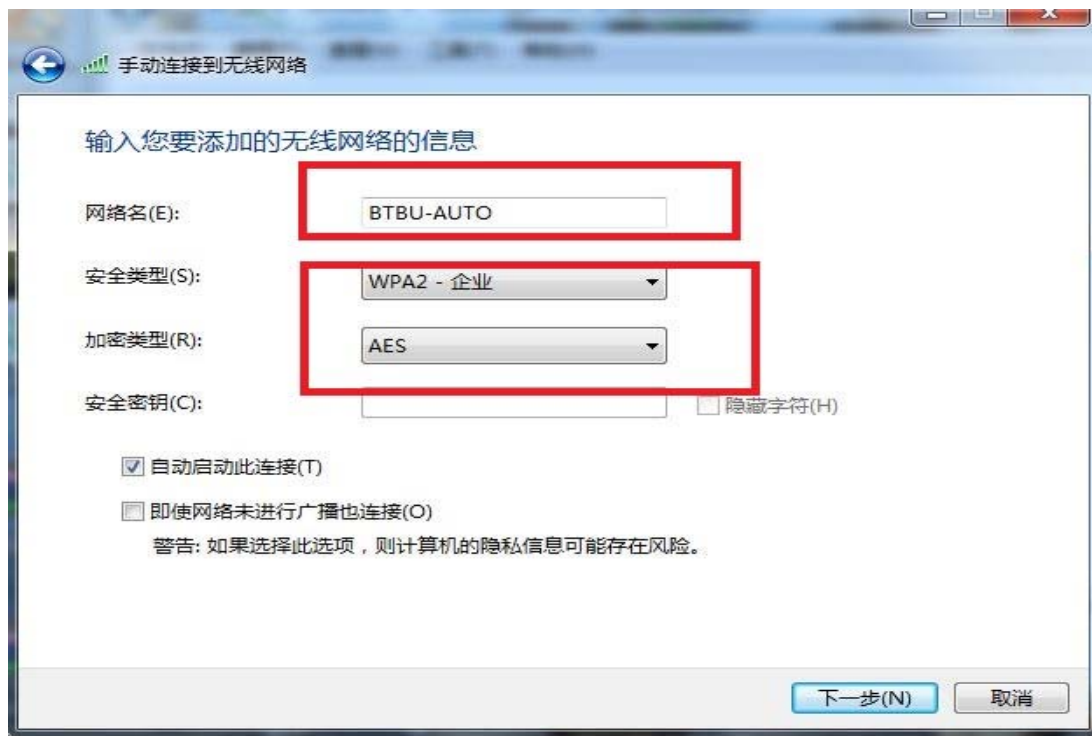 手动连接到无线网络
输入您要添加的无线网络的信息
网络名(E): BTBU-AUTO
安全类型(S): WPA2 - 企业
加密类型(R): AES
安全密钥(C): 隐藏字符(H)
自动启动此连接(T)
即使网络未进行广播也连接(O)
警告: 如果选择此选项，则计算机的隐私信息可能存在风险。
下一步(N) 取消